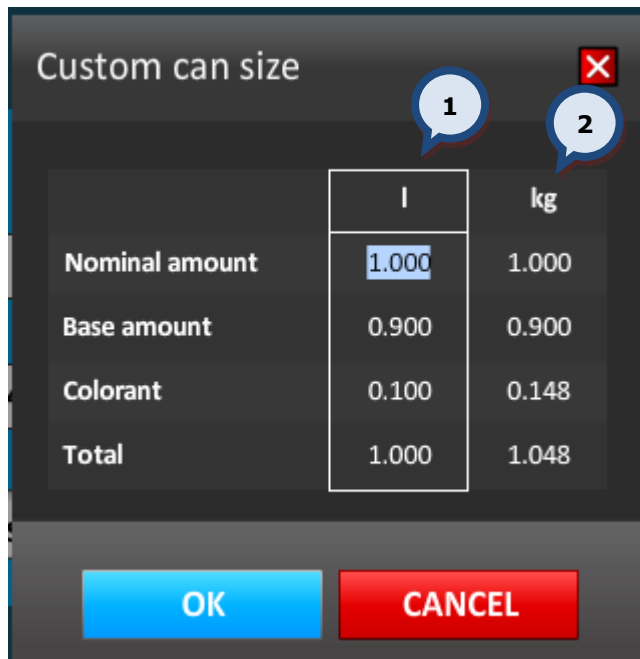 Custom can size
1
2
l kg
Nominal amount 1.000 1.000
Base amount 0.900 0.900
Colorant 0.100 0.148
Total 1.000 1.048
OK CANCEL